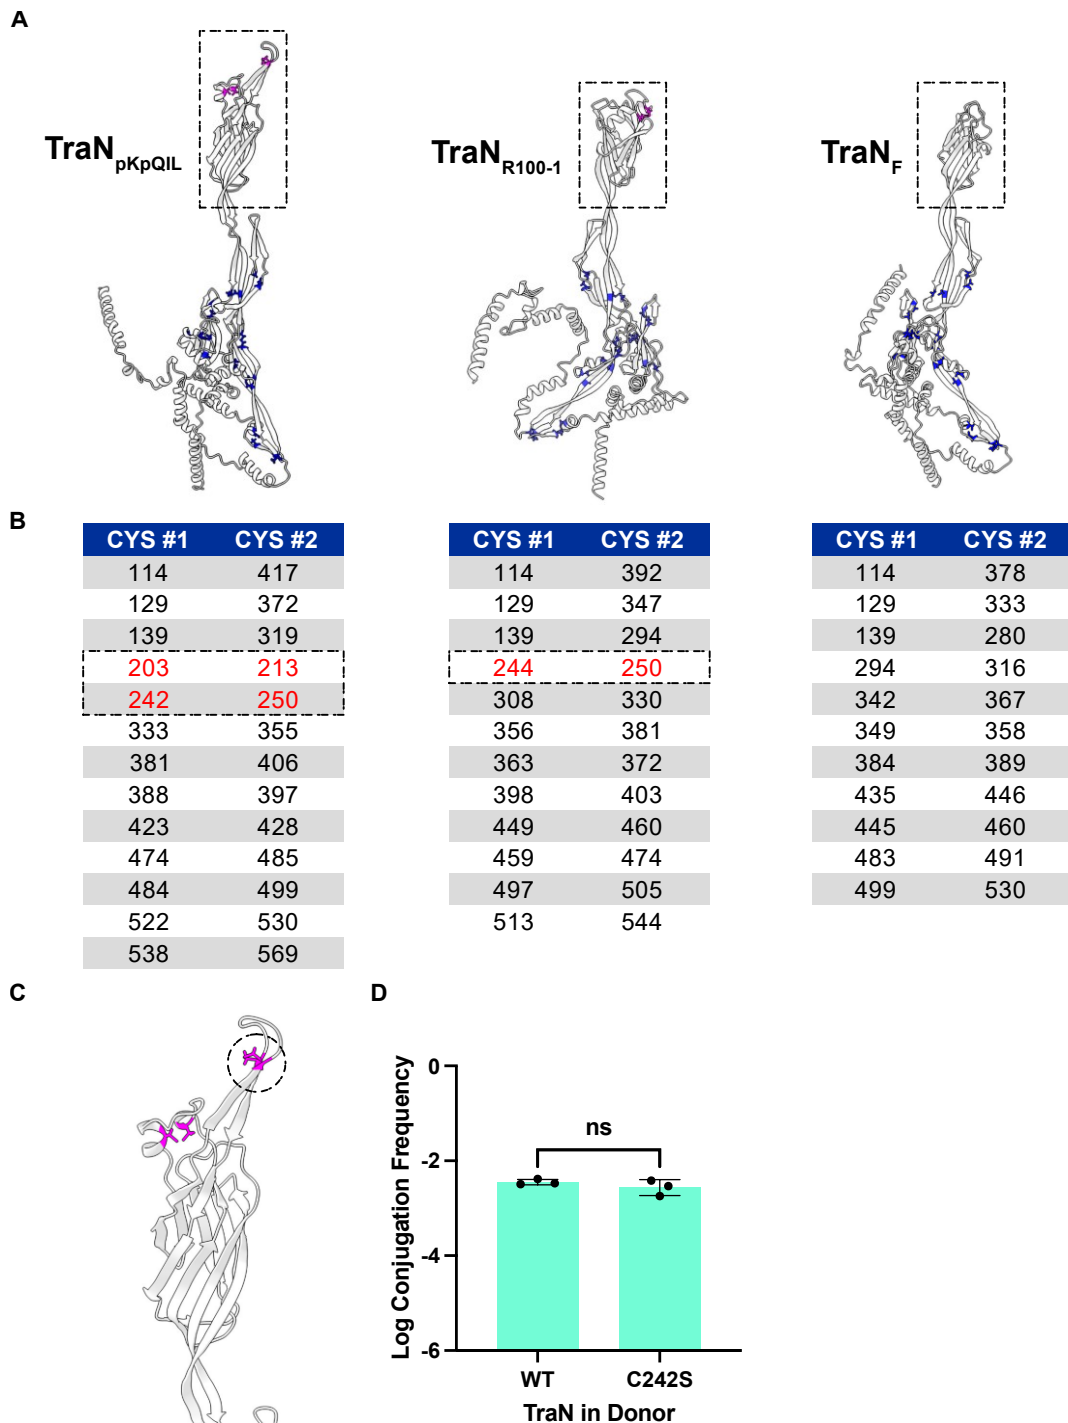 A
TraNpKpQIL
TraNR100-1
TraNF
B
CYS #1 CYS #2
114 417
129 372
139 319
203 213
242 250
333 355
381 406
388 397
423 428
474 485
484 499
522 530
538 569
CYS #1 CYS #2
114 392
129 347
139 294
244 250
308 330
356 381
363 372
398 403
449 460
459 474
497 505
513 544
CYS #1 CYS #2
114 378
129 333
139 280
294 316
342 367
349 358
384 389
435 446
445 460
483 491
499 530
C
D
Log Conjugation Frequency
0
-2
-4
-6
ns
WT C242S
TraN in Donor